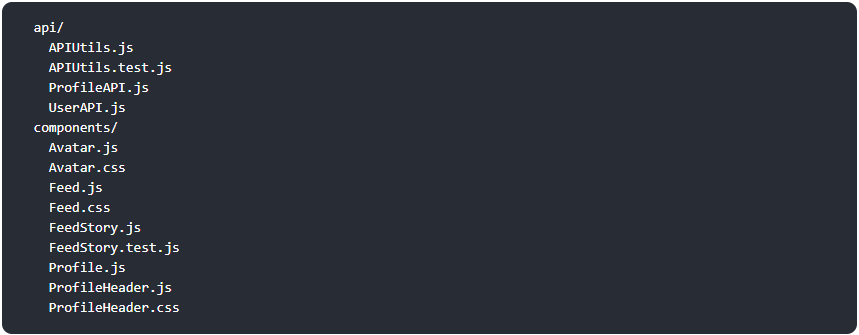 api/
  APIUtils.js
  APIUtils.test.js
  ProfileAPI.js
  UserAPI.js
components/
  Avatar.js
  Avatar.css
  Feed.js
  Feed.css
  FeedStory.js
  FeedStory.test.js
  Profile.js
  ProfileHeader.js
  ProfileHeader.css